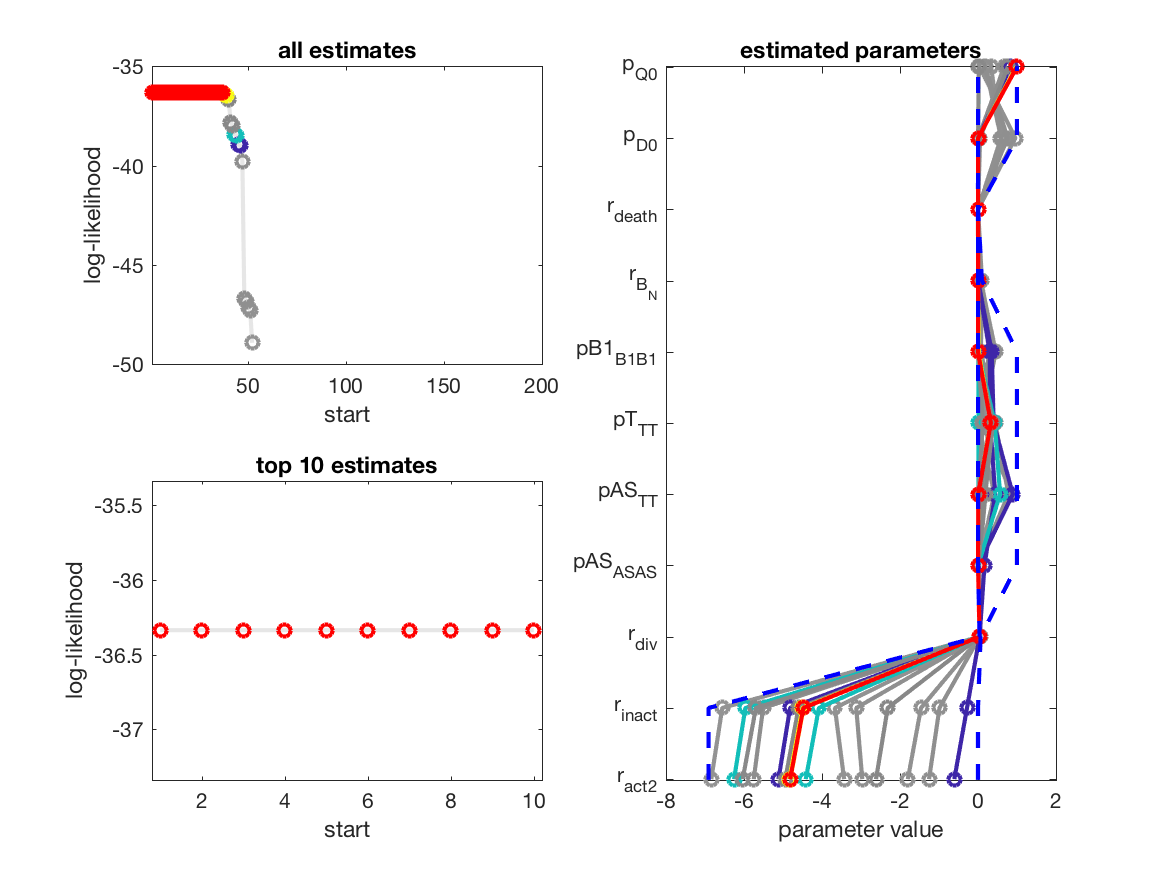 all estimates
-35
-40
-45
-50
log-likelihood
50
100
150
200
start
top 10 estimates
-35.5
-36
-36.5
-37
log-likelihood
2
4
6
8
10
start
estimated parameters
p_Q0
p_D0
r_death
r_B_N
pB1_B1B1
pT_TT
pAS_TT
pAS_ASAS
r_div
r_inact
r_act2
-8
-6
-4
-2
0
2
parameter value